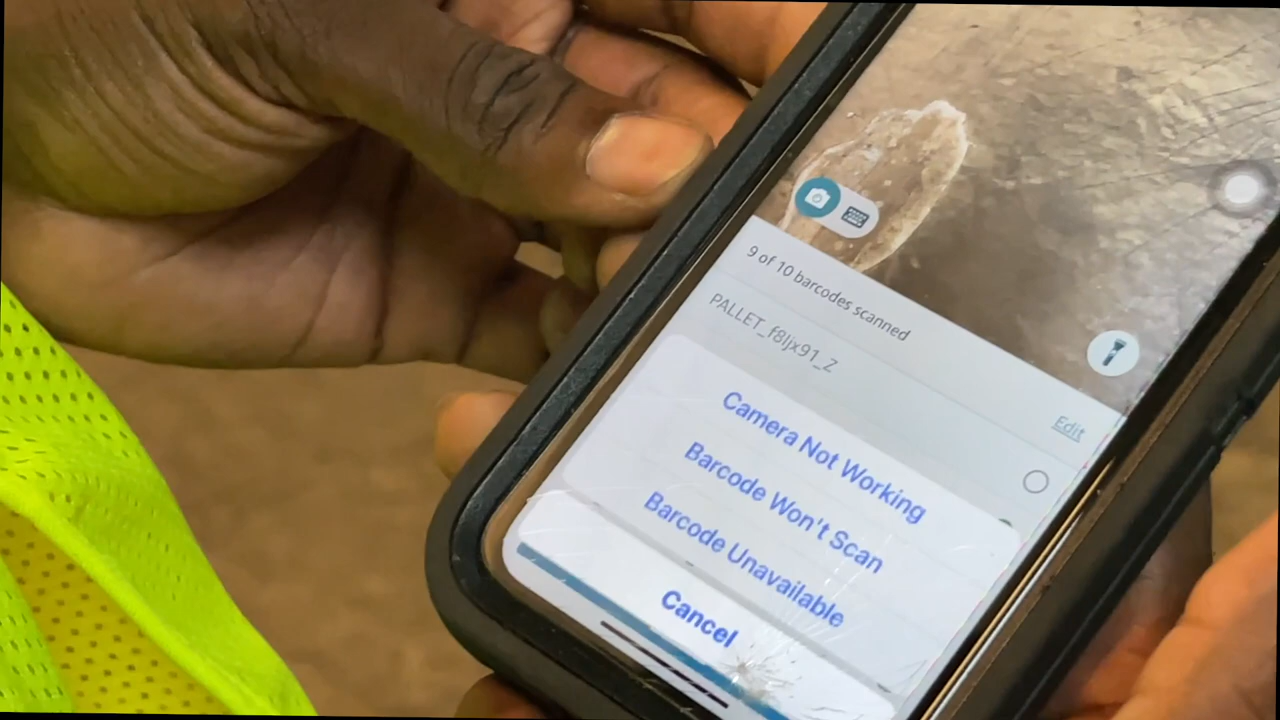 9 of 10 barcodes scanned
PALLET_f8ljx91_Z
Edit
Camera Not Working
Barcode Won't Scan
Barcode Unavailable
Cancel